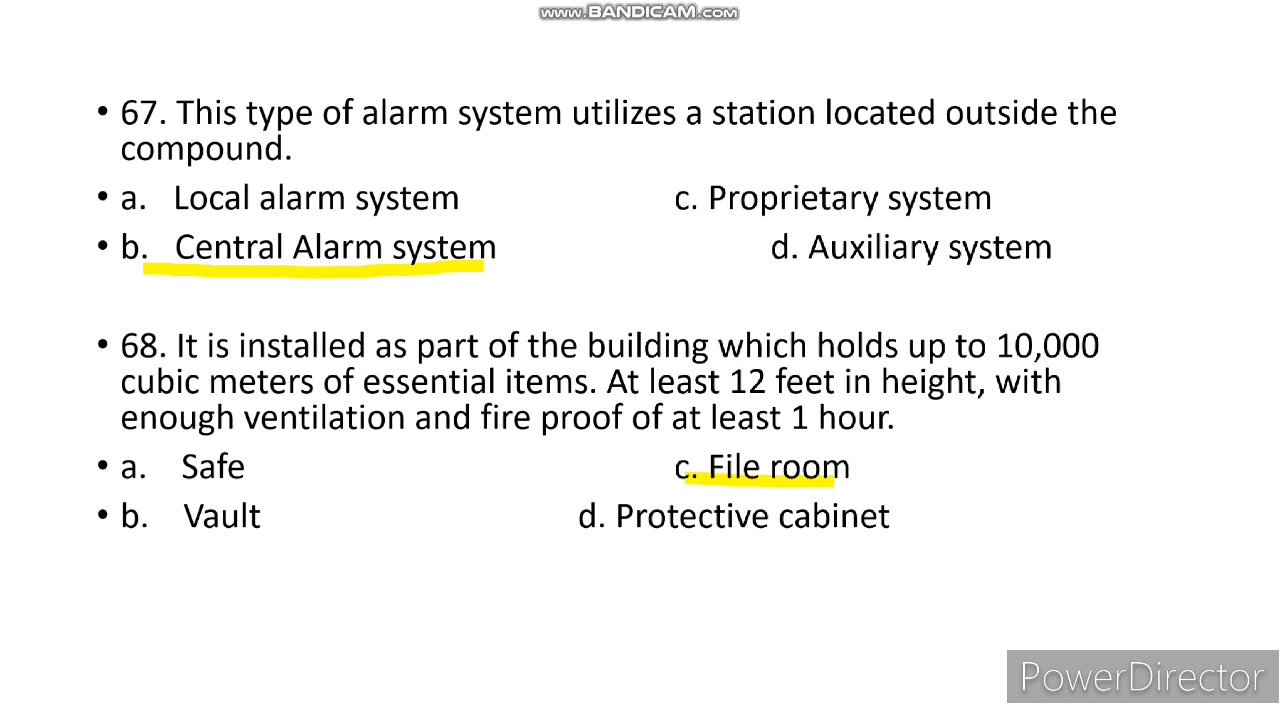 www.BANDICAM.com
• 67. This type of alarm system utilizes a station located outside the
compound.
• a. Local alarm system c. Proprietary system
• b. Central Alarm system d. Auxiliary system
• 68. It is installed as part of the building which holds up to 10,000
cubic meters of essential items. At least 12 feet in height, with
enough ventilation and fire proof of at least 1 hour.
• a. Safe c. File room
• b. Vault d. Protective cabinet
PowerDirector